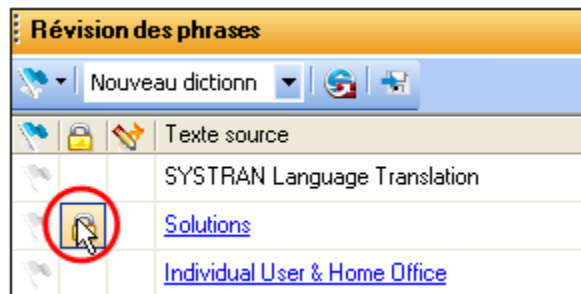 Révision des phrases
Nouveau dictionn
Texte source
SYSTRAN Language Translation
Solutions
Individual User & Home Office